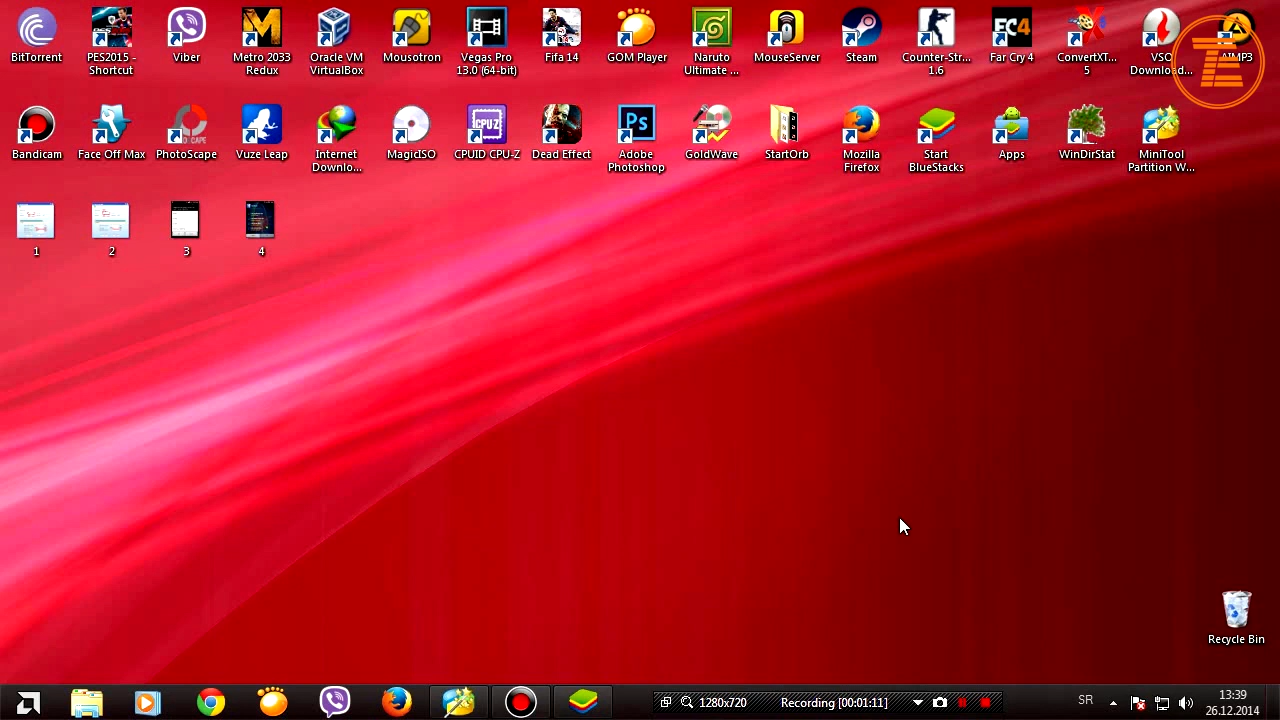 BitTorrent
PES2015 -
Shortcut
Viber
Metro 2033
Redux
Oracle VM
VirtualBox
Mousotron
Vegas Pro
13.0 (64-bit)
Fifa 14
GOM Player
Naruto
Ultimate ...
MouseServer
Steam
Counter-Str...
1.6
FC4
Far Cry 4
ConvertXT...
5
VSO
Download...
AIMP3
Bandicam
Face Off Max
PhotoScape
Vuze Leap
Internet
Downlo...
MagicISO
CPUID
CPUID CPU-Z
Dead Effect
Ps
Adobe
Photoshop
GoldWave
StartOrb
Mozilla
Firefox
Start
BlueStacks
Apps
WinDirStat
MiniTool
Partition W...
1
2
3
4
Recycle Bin
1280x720
Recording [00:01:11]
SR
13:39
26.12.2014